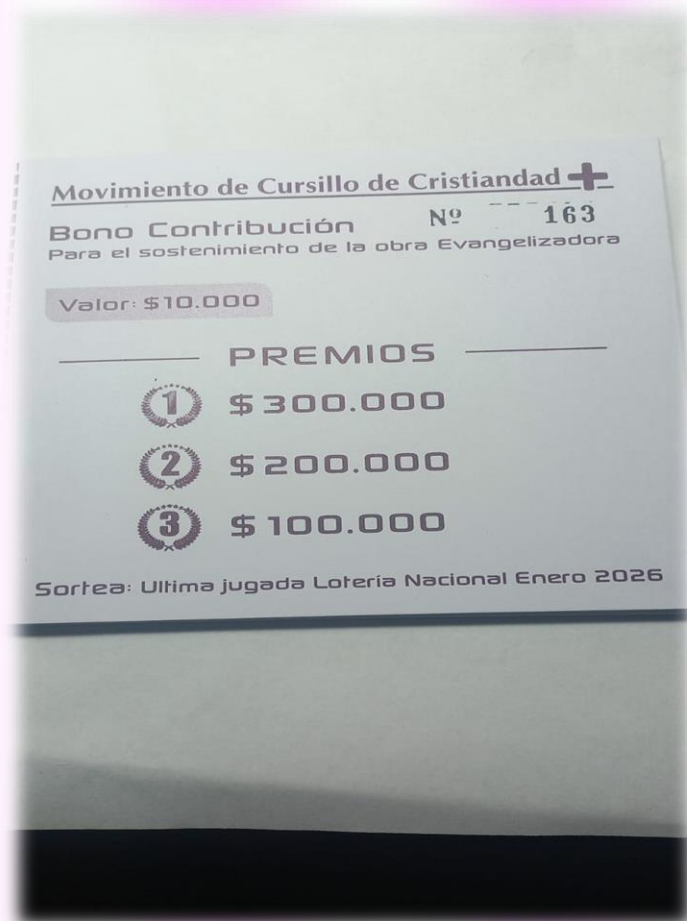 Movimiento de Cursillo de Cristiandad
Bono Contribución Nº 163
Para el sostenimiento de la obra Evangelizadora
Valor: $10.000
PREMIOS
1 $300.000
2 $200.000
3 $100.000
Sortea: Ultima jugada Lotería Nacional Enero 2026